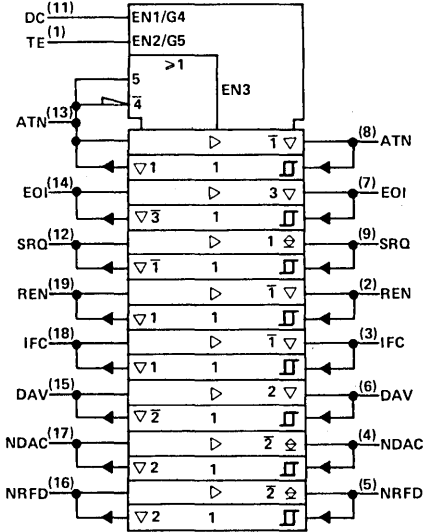 DC (11) EN1/G4
TE (1) EN2/G5
≥1
5 EN3
4̅
ATN (13) ▷ 1̅ ▽ (8) ATN
▽1 1
EOI (14) ▷ 3 ▽ (7) EOI
▽3̅ 1
SRQ (12) ▷ 1 ⎒ (9) SRQ
▽1̅ 1
REN (19) ▷ 1̅ ▽ (2) REN
▽1 1
IFC (18) ▷ 1̅ ▽ (3) IFC
▽1 1
DAV (15) ▷ 2 ▽ (6) DAV
▽2̅ 1
NDAC (17) ▷ 2̅ ⎒ (4) NDAC
▽2 1
NRFD (16) ▷ 2̅ ⎒ (5) NRFD
▽2 1